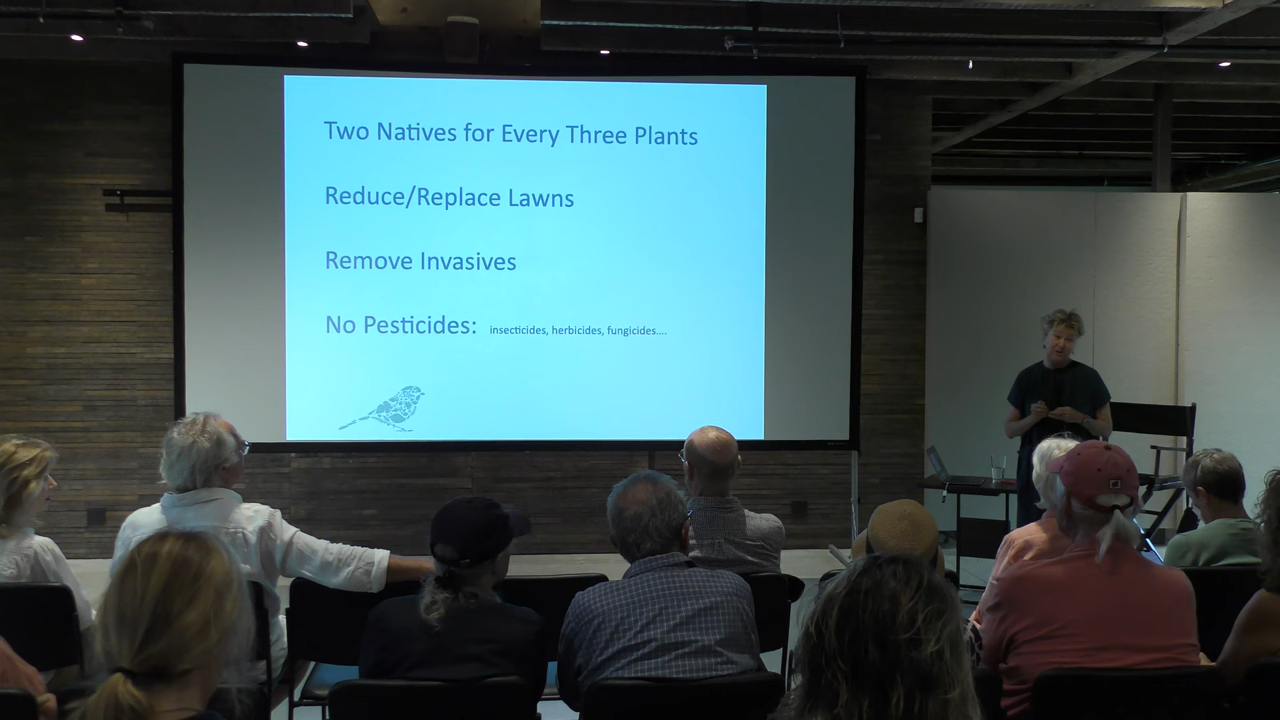 Two Natives for Every Three Plants
Reduce/Replace Lawns
Remove Invasives
No Pesticides: insecticides, herbicides, fungicides....